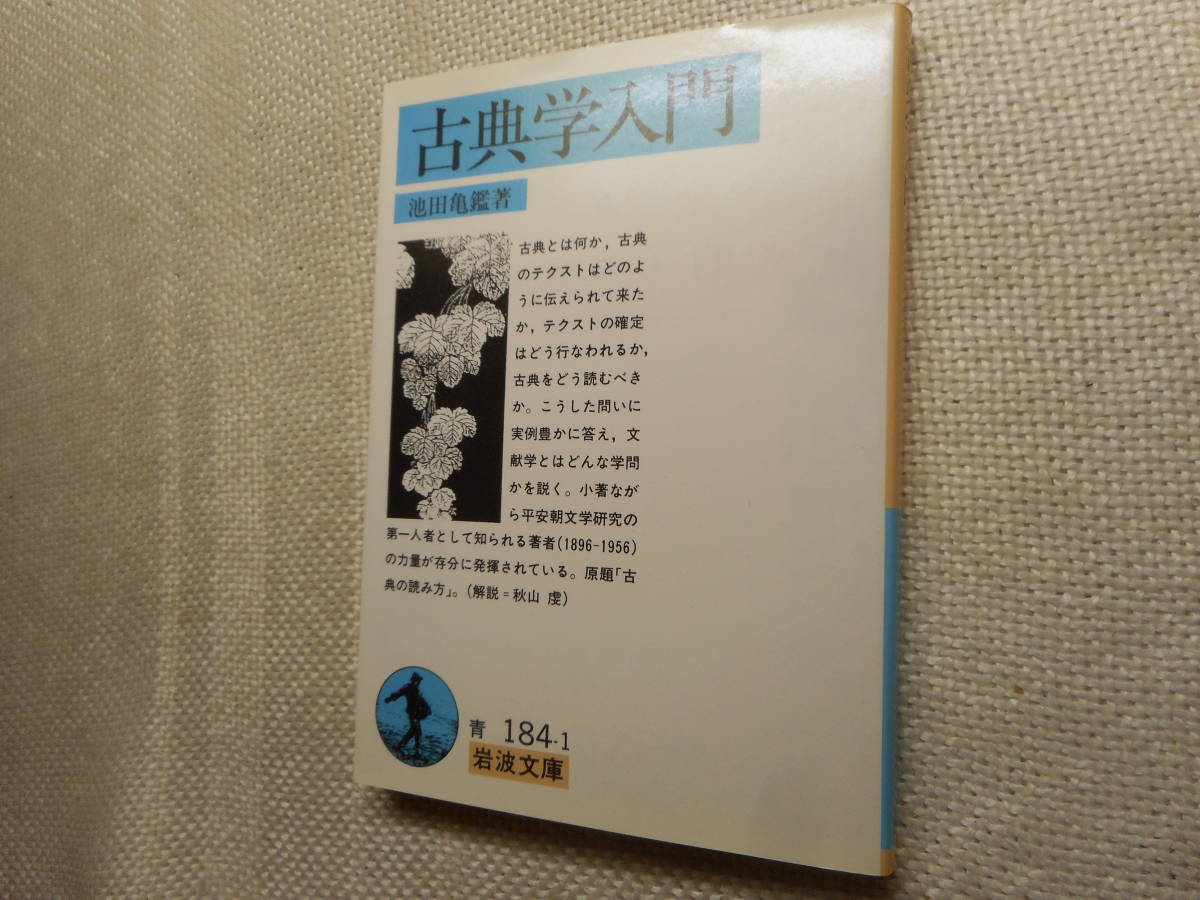 古典学入門
池田亀鑑著
古典とは何か，古典
のテクストはどのよ
うに伝えられて来た
か，テクストの確定
はどう行なわれるか，
古典をどう読むべき
か。こうした問いに
実例豊かに答え，文
献学とはどんな学問
かを説く。小著なが
ら平安朝文学研究の
第一人者として知られる著者(1896-1956)
の力量が存分に発揮されている。原題「古
典の読み方」。(解説=秋山 虔)
青 184-1
岩波文庫